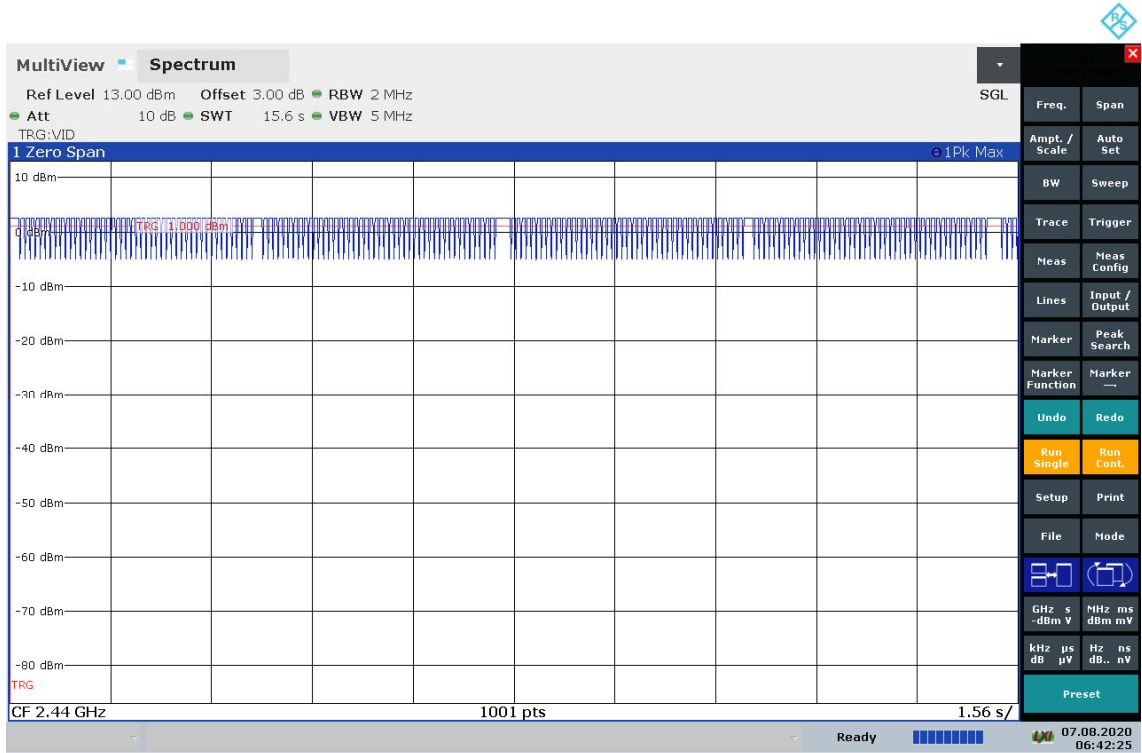 R&S
MultiView Spectrum
Ref Level 13.00 dBm Offset 3.00 dB RBW 2 MHz SGL
Att 10 dB SWT 15.6 s VBW 5 MHz
TRG:VID
1 Zero Span 1Pk Max
10 dBm
TRG 1.000 dBm
0 dBm
-10 dBm
-20 dBm
-30 dBm
-40 dBm
-50 dBm
-60 dBm
-70 dBm
-80 dBm
TRG
CF 2.44 GHz 1001 pts 1.56 s/
Ready
LXI 07.08.2020
06:42:25
Freq. Span
Ampt. / Scale Auto Set
BW Sweep
Trace Trigger
Meas Meas Config
Lines Input / Output
Marker Peak Search
Marker Function Marker →
Undo Redo
Run Single Run Cont.
Setup Print
File Mode
GHz s MHz ms
-dBm V dBm mV
kHz µs Hz ns
dB µV dB.. nV
Preset